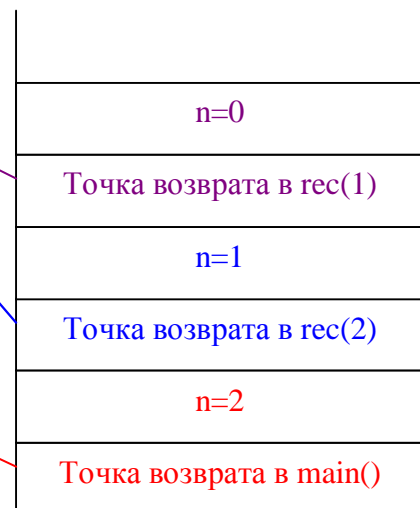 n=0
Точка возврата в rec(1)
n=1
Точка возврата в rec(2)
n=2
Точка возврата в main()